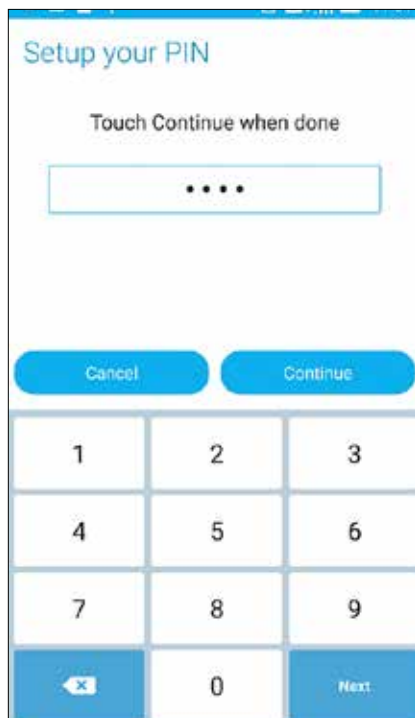 Setup your PIN
Touch Continue when done
••••
Cancel Continue
1 2 3
4 5 6
7 8 9
0 Next